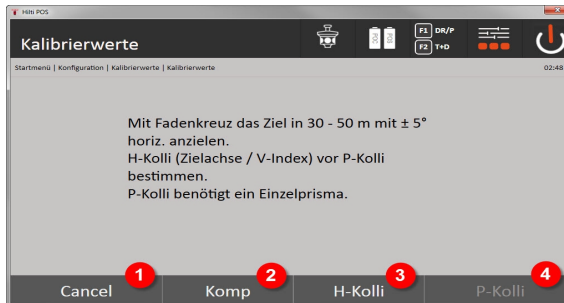 Hilti POS
Kalibrierwerte
POC
POS
F1 DR/P
F2 T+D
Startmenü | Konfiguration | Kalibrierwerte | Kalibrierwerte
02:48
Mit Fadenkreuz das Ziel in 30 - 50 m mit ± 5°
horiz. anzielen.
H-Kolli (Zielachse / V-Index) vor P-Kolli
bestimmen.
P-Kolli benötigt ein Einzelprisma.
1
2
3
4
Cancel
Komp
H-Kolli
P-Kolli